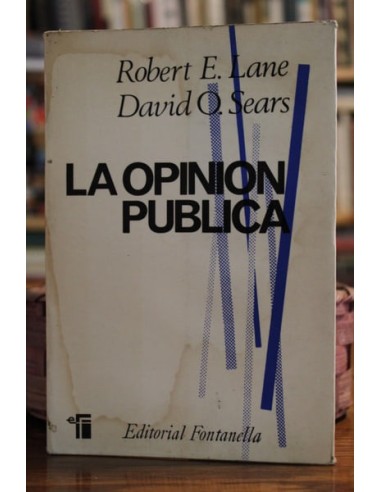 Robert E. Lane
David O. Sears
LA OPINION
PUBLICA
Editorial Fontanella